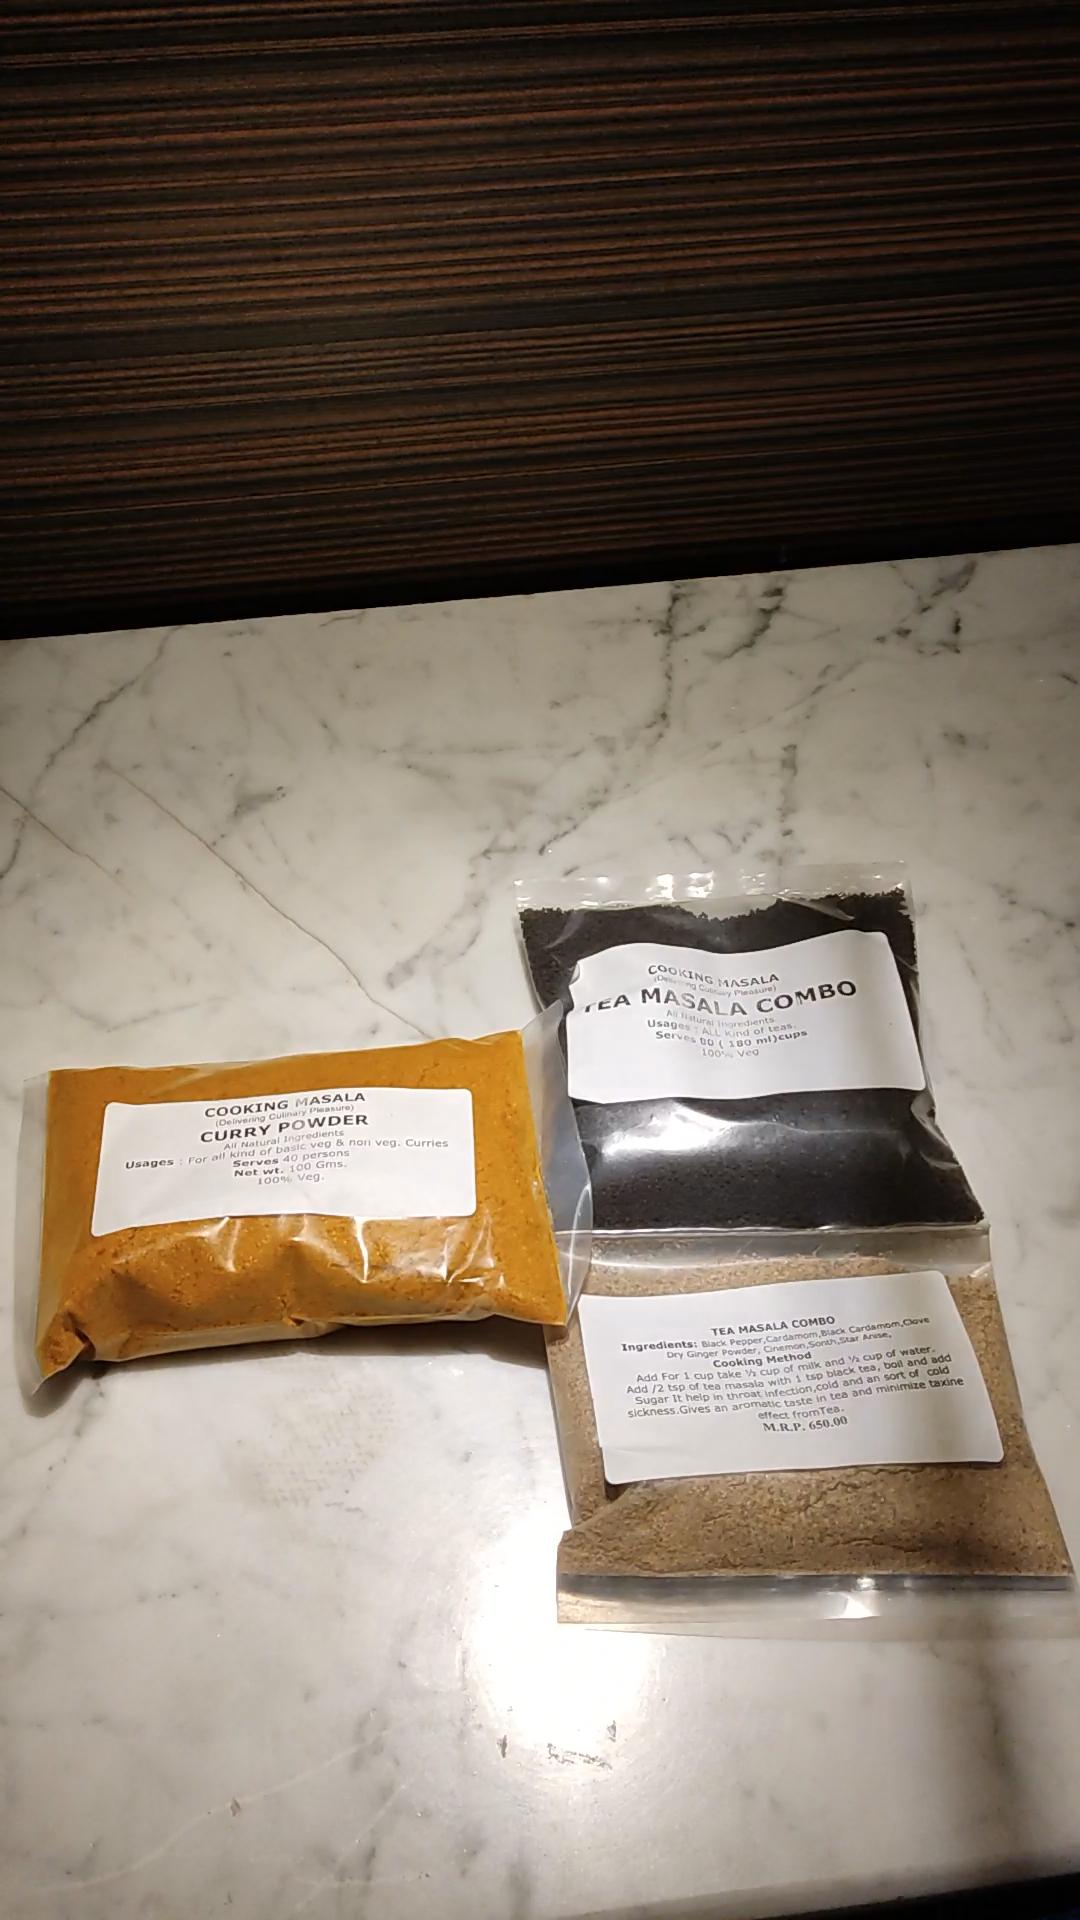 COOKING MASALA
(Delivering Culinary Pleasure)
TEA MASALA COMBO
All Natural Ingredients
Usages : ALL kind of teas.
Serves 80 ( 180 ml)cups
100% Veg
COOKING MASALA
(Delivering Culinary Pleasure)
CURRY POWDER
All Natural Ingredients
Usages : For all kind of basic veg & non veg. Curries
Serves 40 persons
Net wt. 100 Gms.
100% Veg.
TEA MASALA COMBO
Ingredients: Black Pepper,Cardamom,Black Cardamom,Clove
Dry Ginger Powder, Cinemon,Sonth,Star Anise,
Cooking Method
Add For 1 cup take ½ cup of milk and ½ cup of water.
Add /2 tsp of tea masala with 1 tsp black tea, boil and add
Sugar It help in throat infection,cold and an sort of cold
sickness.Gives an aromatic taste in tea and minimize taxine
effect fromTea.
M.R.P. 650.00